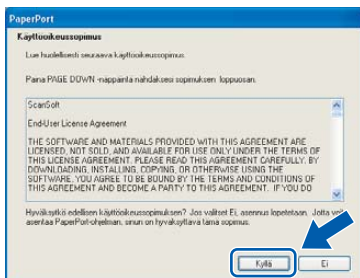 PaperPort
Käyttöoikeussopimus
Lue huolellisesti seuraava käyttöoikeussopimus.
Paina PAGE DOWN -näppäintä nähdäksesi sopimuksen loppuosan.
ScanSoft
End-User License Agreement
THE SOFTWARE AND MATERIALS PROVIDED WITH THIS AGREEMENT ARE
LICENSED, NOT SOLD, AND AVAILABLE FOR USE ONLY UNDER THE TERMS OF
THIS LICENSE AGREEMENT. PLEASE READ THIS AGREEMENT CAREFULLY. BY
DOWNLOADING, INSTALLING, COPYING, OR OTHERWISE USING THE
SOFTWARE, YOU AGREE TO BE BOUND BY THE TERMS AND CONDITIONS OF
THIS AGREEMENT AND BECOME A PARTY TO THIS AGREEMENT. IF YOU DO
Hyväksytkö edellisen käyttöoikeussopimuksen? Jos valitset Ei, asennus lopetetaan. Jotta voit
asentaa PaperPort-ohjelman, sinun on hyväksyttävä tämä sopimus.
Kyllä
Ei